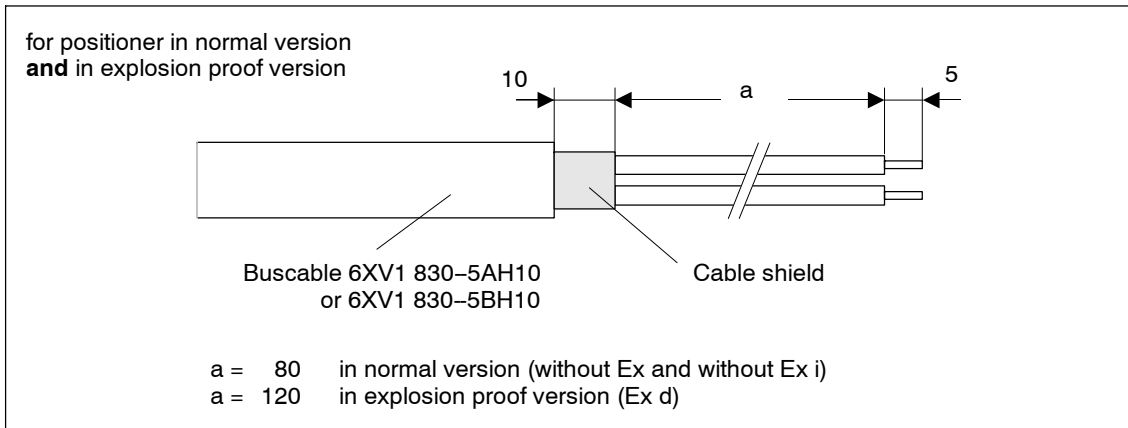 for positioner in normal version
and in explosion proof version
10
a
5
Buscable 6XV1 830–5AH10
or 6XV1 830–5BH10
Cable shield
a = 80 in normal version (without Ex and without Ex i)
a = 120 in explosion proof version (Ex d)